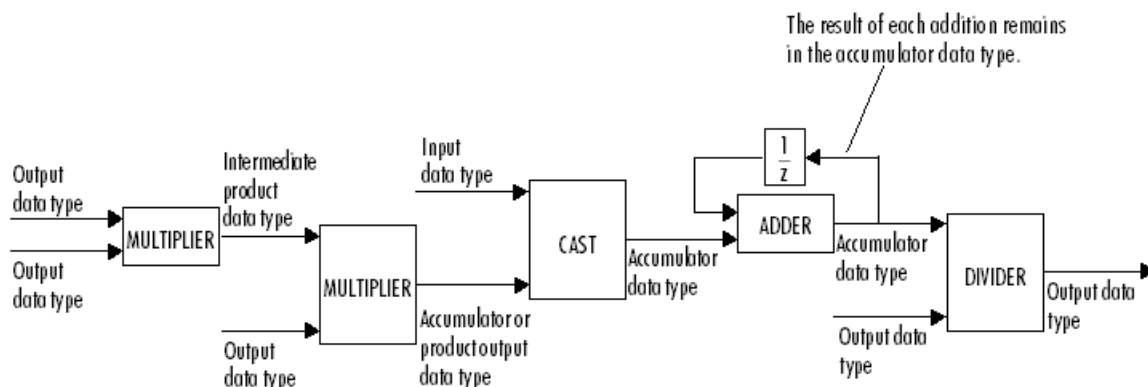 The result of each addition remains
in the accumulator data type.
1
z
Output
data type
Intermediate
product
data type
Input
data type
MULTIPLIER
CAST
ADDER
Output
data type
MULTIPLIER
Accumulator
data type
Accumulator
data type
DIVIDER
Output data
type
Output
data type
Accumulator or
product output
data type
Output data
type